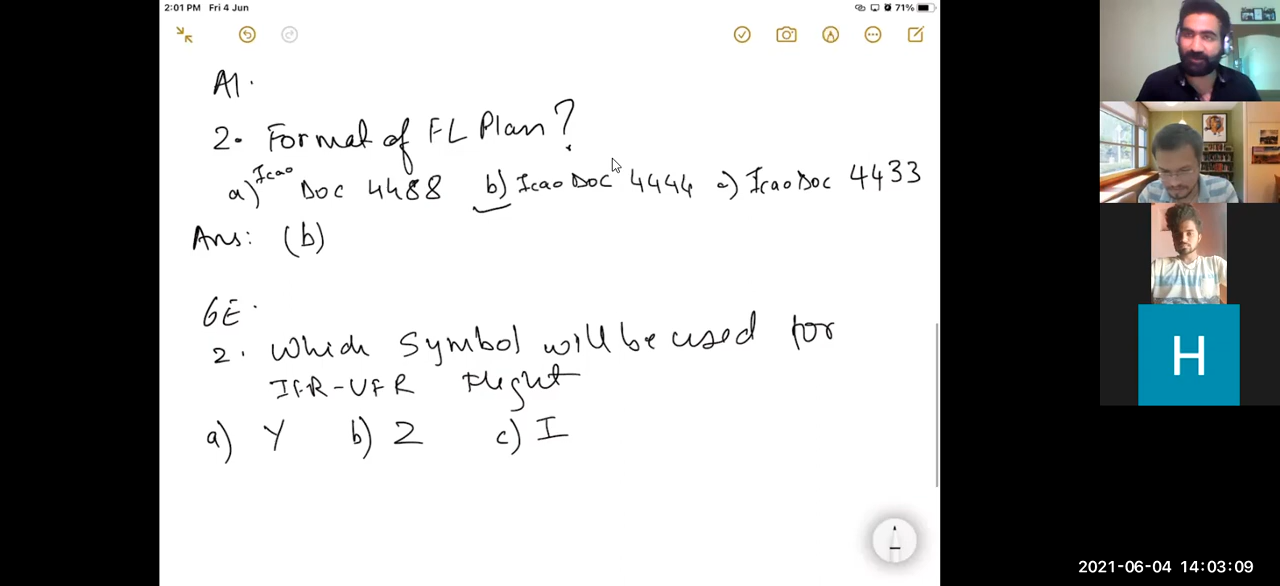 2:01 PM Fri 4 Jun
71%
A1.
2. Format of FL Plan?
a) Icao Doc 4488 b) Icao Doc 4444 c) Icao Doc 4433
Ans: (b)
GE.
2. Which Symbol will be used for
IFR-VFR Flight
a) Y b) Z c) I
H
2021-06-04 14:03:09